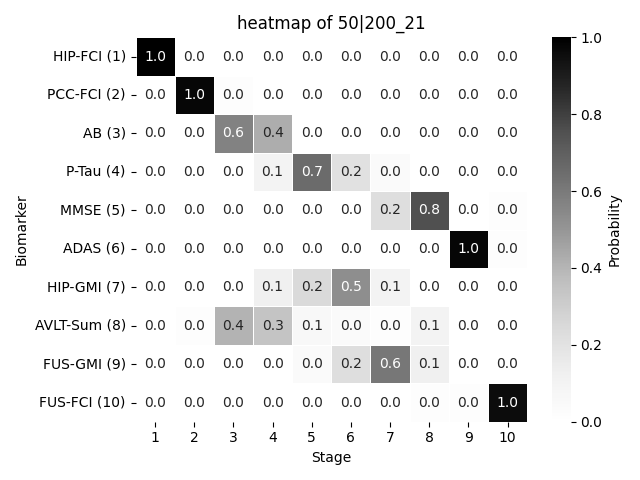 heatmap of 50|200_21
HIP-FCI (1) 1.0 0.0 0.0 0.0 0.0 0.0 0.0 0.0 0.0 0.0
PCC-FCI (2) 0.0 1.0 0.0 0.0 0.0 0.0 0.0 0.0 0.0 0.0
AB (3) 0.0 0.0 0.6 0.4 0.0 0.0 0.0 0.0 0.0 0.0
P-Tau (4) 0.0 0.0 0.0 0.1 0.7 0.2 0.0 0.0 0.0 0.0
MMSE (5) 0.0 0.0 0.0 0.0 0.0 0.0 0.2 0.8 0.0 0.0
ADAS (6) 0.0 0.0 0.0 0.0 0.0 0.0 0.0 0.0 1.0 0.0
HIP-GMI (7) 0.0 0.0 0.0 0.1 0.2 0.5 0.1 0.0 0.0 0.0
AVLT-Sum (8) 0.0 0.0 0.4 0.3 0.1 0.0 0.0 0.1 0.0 0.0
FUS-GMI (9) 0.0 0.0 0.0 0.0 0.0 0.2 0.6 0.1 0.0 0.0
FUS-FCI (10) 0.0 0.0 0.0 0.0 0.0 0.0 0.0 0.0 0.0 1.0
1 2 3 4 5 6 7 8 9 10
Stage
Biomarker
1.0
0.8
0.6
0.4
0.2
0.0
Probability